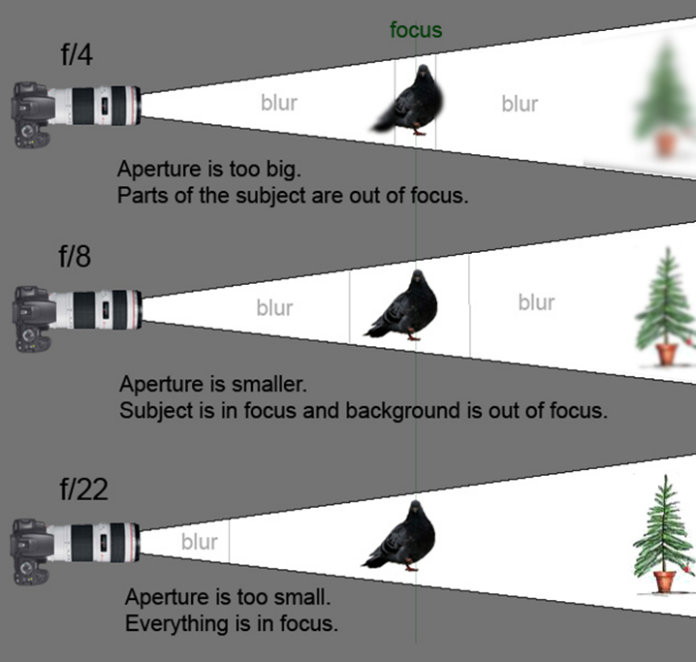 focus
f/4
blur
blur
Aperture is too big.
Parts of the subject are out of focus.
f/8
blur
blur
Aperture is smaller.
Subject is in focus and background is out of focus.
f/22
blur
Aperture is too small.
Everything is in focus.